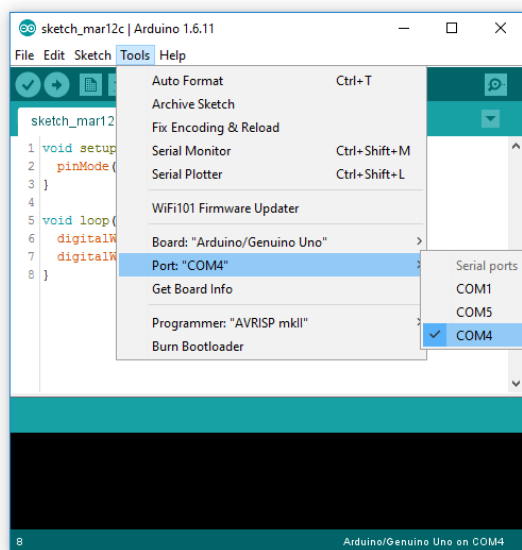 sketch_mar12c | Arduino 1.6.11
File Edit Sketch Tools Help
sketch_mar12
Auto Format Ctrl+T
Archive Sketch
Fix Encoding & Reload
Serial Monitor Ctrl+Shift+M
Serial Plotter Ctrl+Shift+L
WiFi101 Firmware Updater
Board: "Arduino/Genuino Uno"
Port: "COM4"
Get Board Info
Programmer: "AVRISP mkII"
Burn Bootloader
Serial ports
COM1
COM5
COM4
1 void setup
2 pinMode(
3 }
4
5 void loop(
6 digitalW
7 digitalW
8 }
8 Arduino/Genuino Uno on COM4